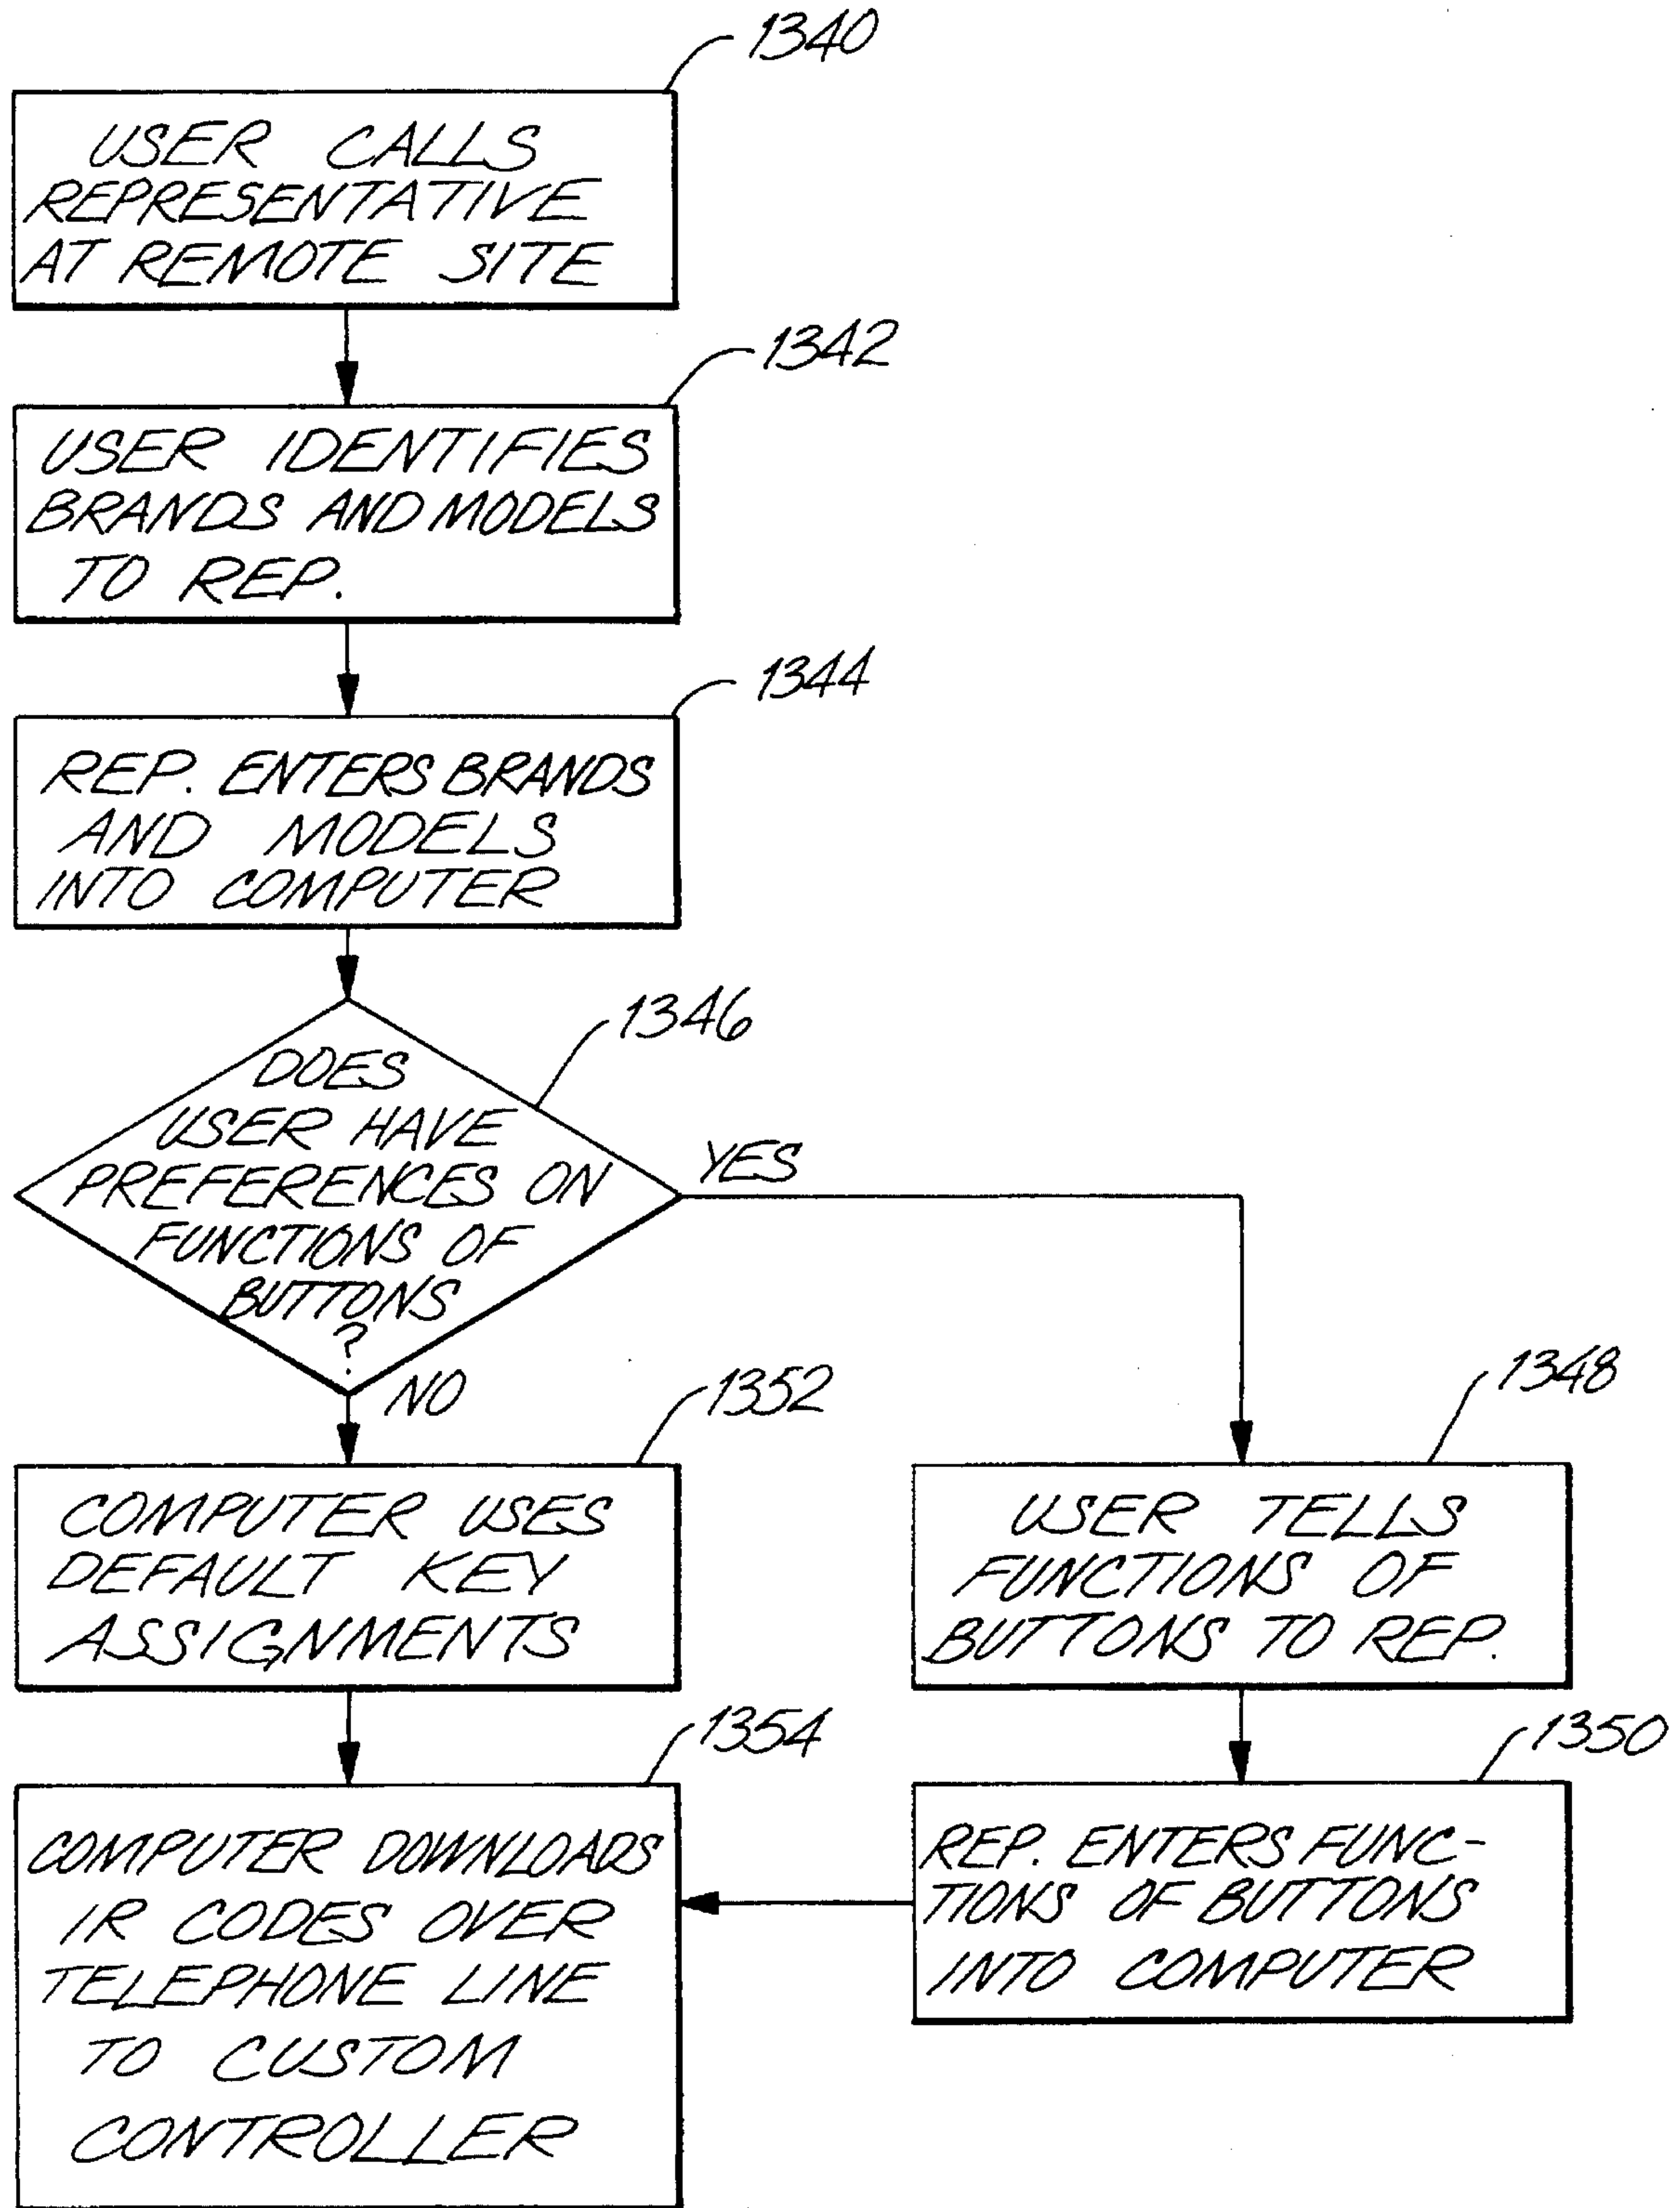 1340
USER CALLS
REPRESENTATIVE
AT REMOTE SITE
1342
USER IDENTIFIES
BRANDS AND MODELS
TO REP.
1344
REP. ENTERS BRANDS
AND MODELS
INTO COMPUTER
1346
DOES
USER HAVE
PREFERENCES ON
FUNCTIONS OF
BUTTONS
?
YES
NO
1352
COMPUTER USES
DEFAULT KEY
ASSIGNMENTS
1348
USER TELLS
FUNCTIONS OF
BUTTONS TO REP.
1354
COMPUTER DOWNLOADS
IR CODES OVER
TELEPHONE LINE
TO CUSTOM
CONTROLLER
1350
REP. ENTERS FUNC-
TIONS OF BUTTONS
INTO COMPUTER